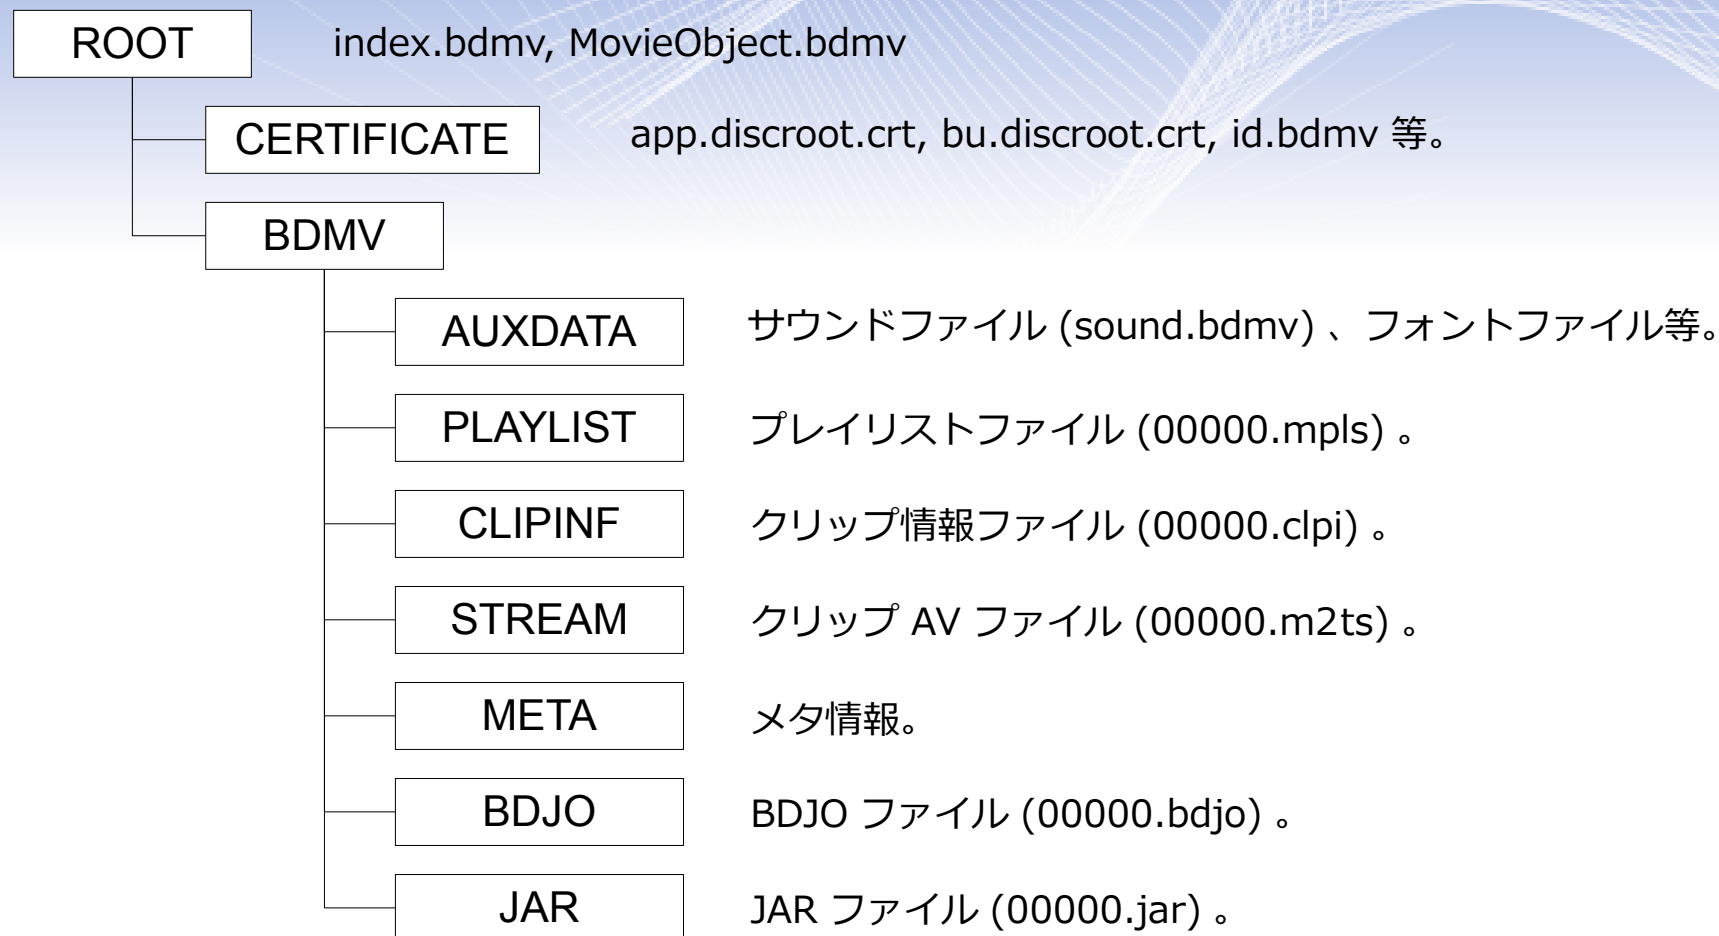 ROOT index.bdmv, MovieObject.bdmv
CERTIFICATE app.discroot.crt, bu.discroot.crt, id.bdmv 等。
BDMV
AUXDATA サウンドファイル (sound.bdmv) 、フォントファイル等。
PLAYLIST プレイリストファイル (00000.mpls) 。
CLIPINF クリップ情報ファイル (00000.clpi) 。
STREAM クリップ AV ファイル (00000.m2ts) 。
META メタ情報。
BDJO BDJO ファイル (00000.bdjo) 。
JAR JAR ファイル (00000.jar) 。